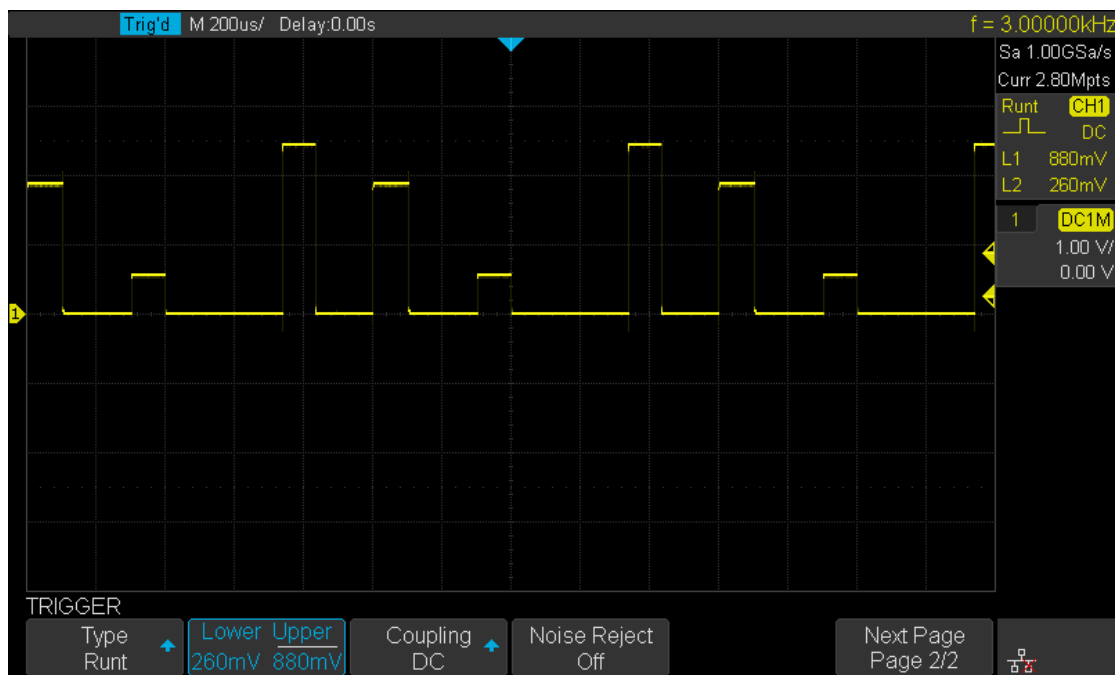 Trig'd M 200us/ Delay:0.00s f = 3.00000kHz
Sa 1.00GSa/s
Curr 2.80Mpts
Runt CH1
DC
L1 880mV
L2 260mV
1 DC1M
1.00 V/
0.00 V
1
TRIGGER
Type Lower Upper Coupling Noise Reject Next Page
Runt 260mV 880mV DC Off Page 2/2